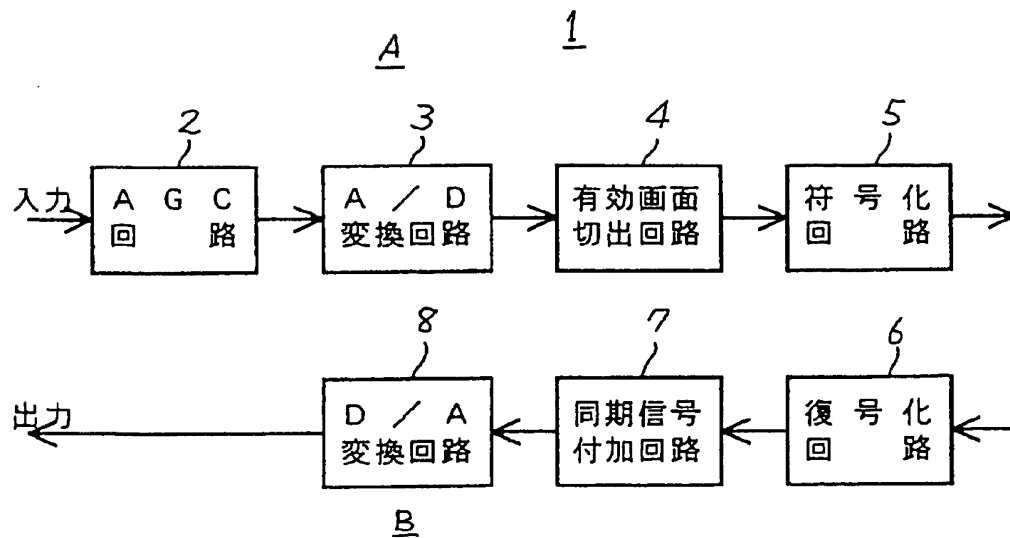 1
A
2
3
4
5
入力
A G C
回 路
A / D
変換回路
有効画面
切出回路
符 号 化
回 路
8
7
6
出力
D / A
変換回路
同期信号
付加回路
復 号 化
回 路
B